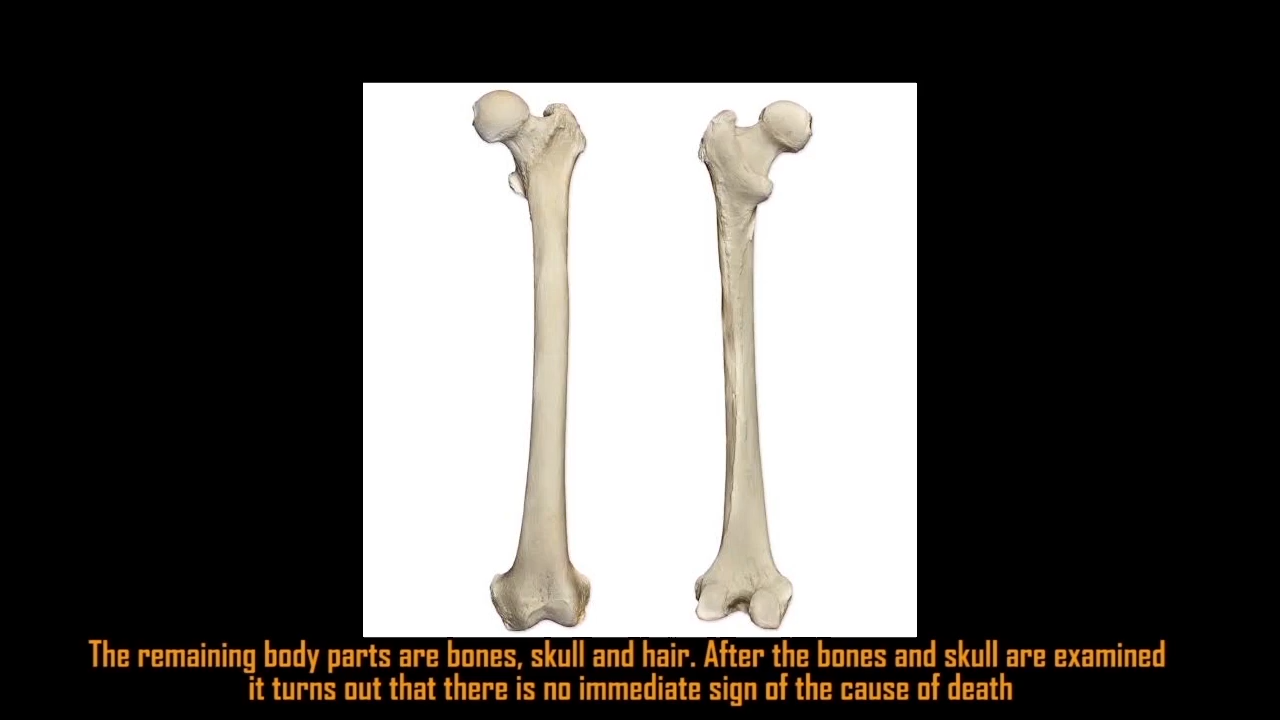 The remaining body parts are bones, skull and hair. After the bones and skull are examined
it turns out that there is no immediate sign of the cause of death